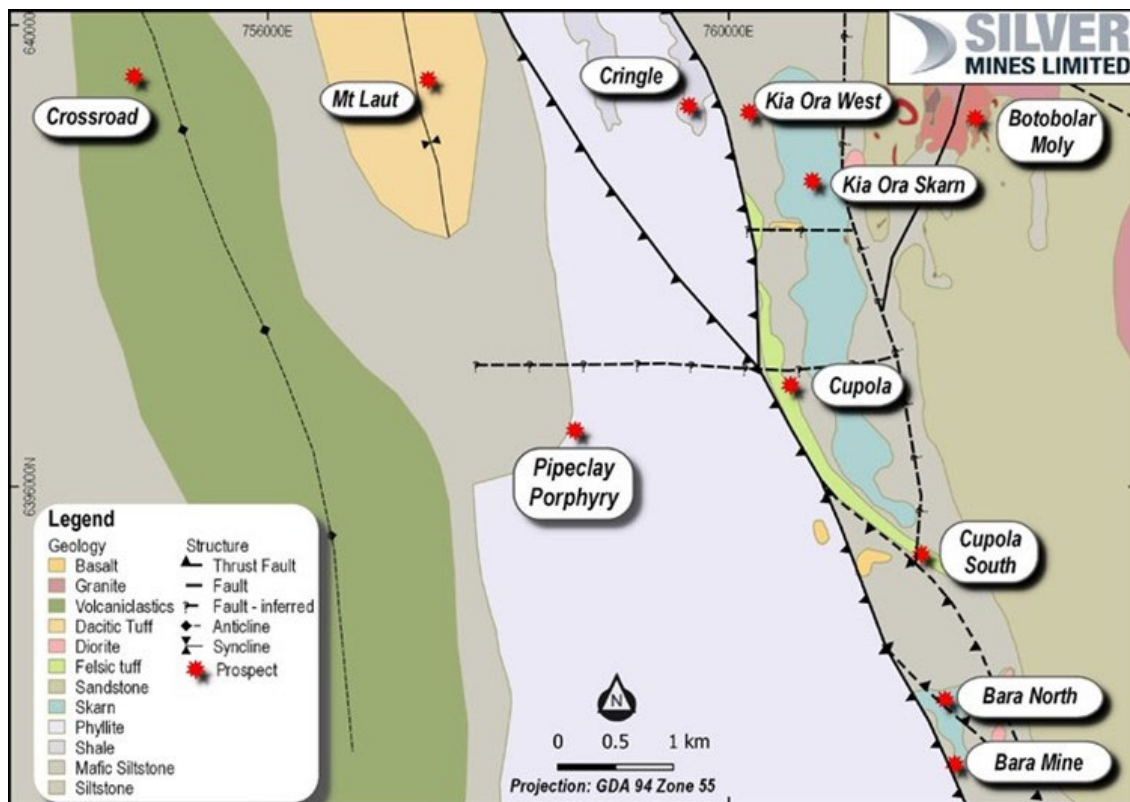 640000
756000E
760000E
SILVER
MINES LIMITED
Crossroad
Mt Laut
Cringle
Kia Ora West
Botobolar
Moly
Kia Ora Skarn
Cupola
Pipeclay
Porphyry
6396000N
Cupola
South
Bara North
Bara Mine
Legend
Geology
Basalt
Granite
Volcaniclastics
Dacitic Tuff
Diorite
Felsic tuff
Sandstone
Skarn
Phyllite
Shale
Mafic Siltstone
Siltstone
Structure
Thrust Fault
Fault
Fault - inferred
Anticline
Syncline
Prospect
N
0 0.5 1 km
Projection: GDA 94 Zone 55